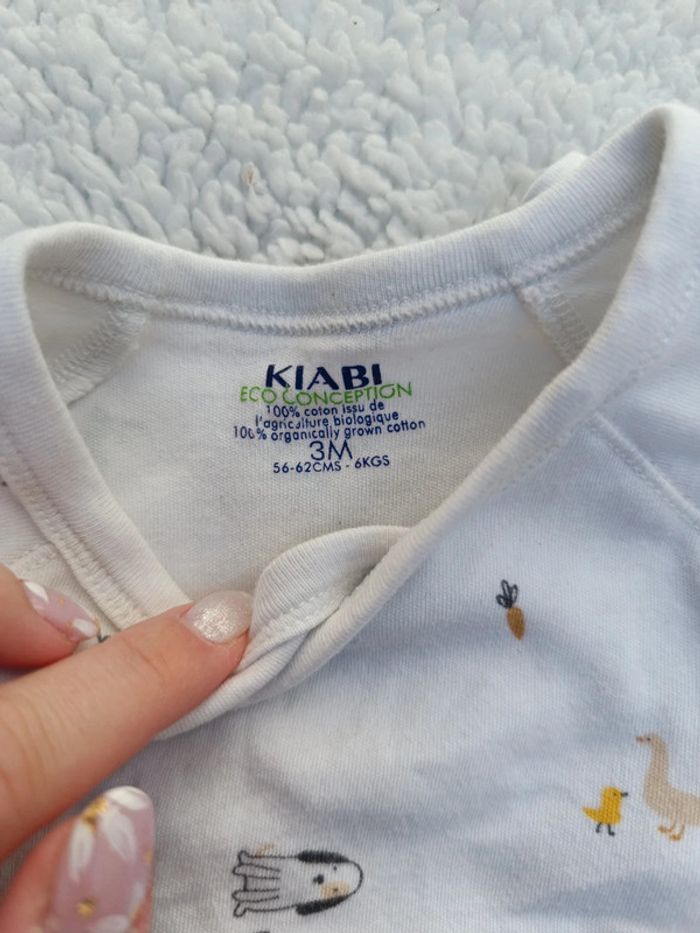 KIABI
ECO CONCEPTION
100% coton issu de
l'agriculture biologique
100% organically grown cotton
3M
56-62CMS - 6KGS